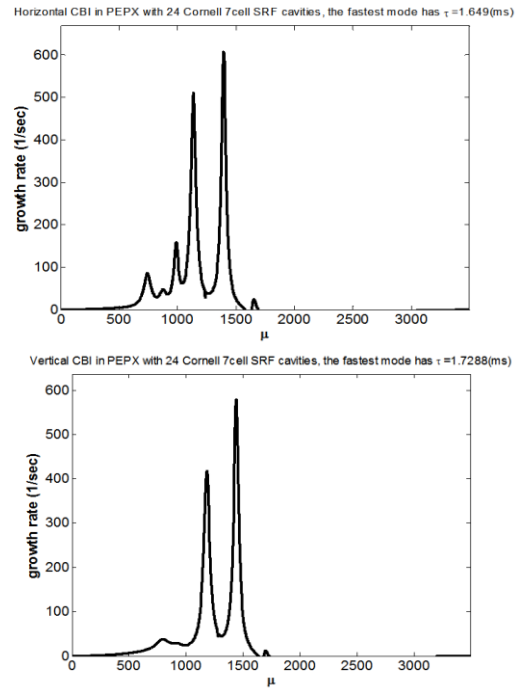 Horizontal CBI in PEPX with 24 Cornell 7cell SRF cavities, the fastest mode has τ =1.649(ms)
growth rate (1/sec)
600
500
400
300
200
100
0
0 500 1000 1500 2000 2500 3000
μ
Vertical CBI in PEPX with 24 Cornell 7cell SRF cavities, the fastest mode has τ =1.7288(ms)
growth rate (1/sec)
600
500
400
300
200
100
0
0 500 1000 1500 2000 2500 3000
μ